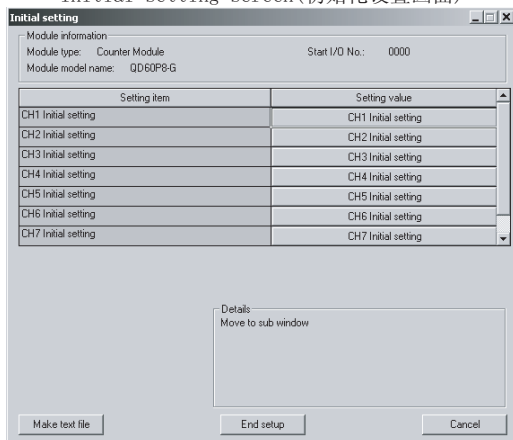 Initial setting screen(初始化设置画面)
Initial setting
Module information
Module type: Counter Module Start I/O No.: 0000
Module model name: QD60P8-G
Setting item Setting value
CH1 Initial setting CH1 Initial setting
CH2 Initial setting CH2 Initial setting
CH3 Initial setting CH3 Initial setting
CH4 Initial setting CH4 Initial setting
CH5 Initial setting CH5 Initial setting
CH6 Initial setting CH6 Initial setting
CH7 Initial setting CH7 Initial setting
Details
Move to sub window
Make text file End setup Cancel